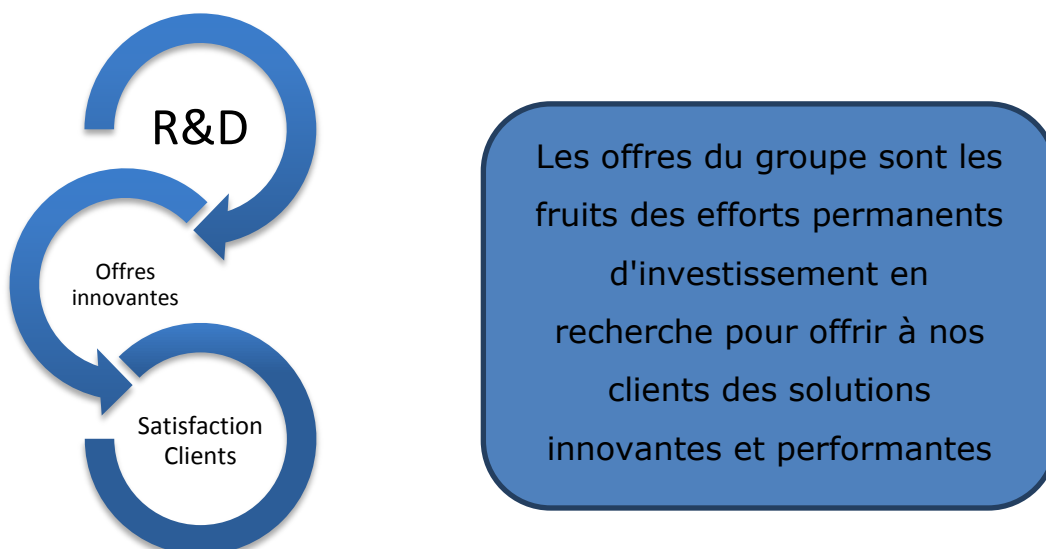 R&D
Offres
innovantes
Satisfaction
Clients
Les offres du groupe sont les
fruits des efforts permanents
d'investissement en
recherche pour offrir à nos
clients des solutions
innovantes et performantes